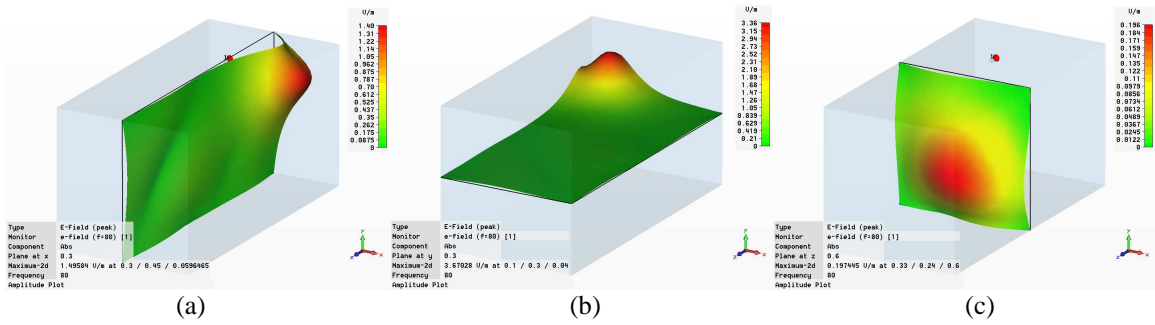 V/m
1.40
1.31
1.22
1.14
1.05
0.962
0.875
0.787
0.70
0.612
0.525
0.437
0.35
0.262
0.175
0.0875
0
1
Type E-Field (peak)
Monitor e-field (f=80) [1]
Component Abs
Plane at x 0.3
Maximum-2d 1.49584 V/m at 0.3 / 0.45 / 0.0596465
Frequency 80
Amplitude Plot
y
x
z
(a)
V/m
3.36
3.15
2.94
2.73
2.52
2.31
2.10
1.89
1.68
1.47
1.26
1.05
0.839
0.629
0.419
0.21
0
Type E-Field (peak)
Monitor e-field (f=80) [1]
Component Abs
Plane at y 0.3
Maximum-2d 3.67028 V/m at 0.1 / 0.3 / 0.04
Frequency 80
Amplitude Plot
y
x
z
(b)
V/m
0.196
0.184
0.171
0.159
0.147
0.135
0.122
0.11
0.0979
0.0856
0.0734
0.0612
0.0489
0.0367
0.0245
0.0122
0
1
Type E-Field (peak)
Monitor e-field (f=80) [1]
Component Abs
Plane at z 0.6
Maximum-2d 0.197445 V/m at 0.33 / 0.24 / 0.6
Frequency 80
Amplitude Plot
y
x
z
(c)